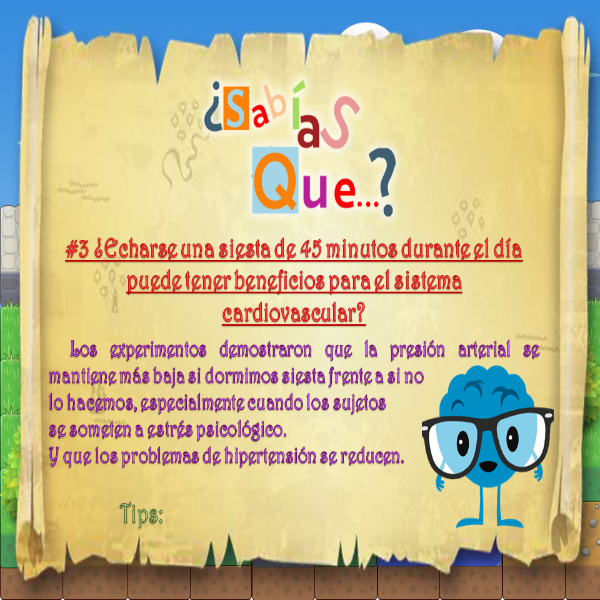 ¿Sabías
Que...?
#3 ¿Echarse una siesta de 45 minutos durante el día
puede tener beneficios para el sistema
cardiovascular?
Los experimentos demostraron que la presión arterial se
mantiene más baja si dormimos siesta frente a si no
lo hacemos, especialmente cuando los sujetos
se someten a estrés psicológico.
Y que los problemas de hipertensión se reducen.
Tips: